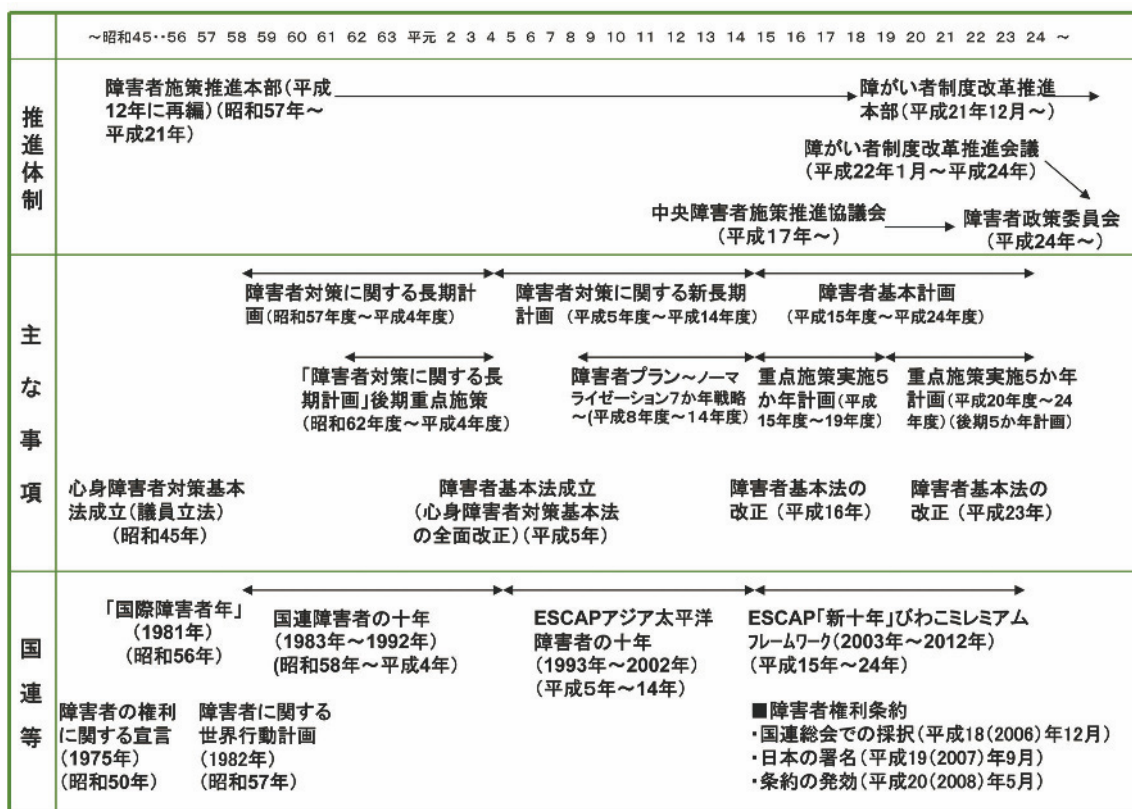 ～昭和45‥56 57 58 59 60 61 62 63 平元 2 3 4 5 6 7 8 9 10 11 12 13 14 15 16 17 18 19 20 21 22 23 24 ～
推進体制
障害者施策推進本部(平成
12年に再編)(昭和57年～
平成21年)
障がい者制度改革推進
本部(平成21年12月～)
障がい者制度改革推進会議
(平成22年1月～平成24年)
中央障害者施策推進協議会
(平成17年～)
障害者政策委員会
(平成24年～)
主な事項
障害者対策に関する長期計
画(昭和57年度～平成4年度)
障害者対策に関する新長期
計画 (平成5年度～平成14年度)
障害者基本計画
(平成15年度～平成24年度)
「障害者対策に関する長
期計画」後期重点施策
(昭和62年度～平成4年度)
障害者プラン～ノーマ
ライゼーション7か年戦略
～(平成8年度～14年度)
重点施策実施5
か年計画(平成
15年度～19年度)
重点施策実施5か年
計画(平成20年度～24
年度)(後期5か年計画)
心身障害者対策基本
法成立(議員立法)
(昭和45年)
障害者基本法成立
(心身障害者対策基本法
の全面改正)(平成5年)
障害者基本法の
改正 (平成16年)
障害者基本法の
改正 (平成23年)
国連等
「国際障害者年」
(1981年)
(昭和56年)
国連障害者の十年
(1983年～1992年)
(昭和58年～平成4年)
ESCAPアジア太平洋
障害者の十年
(1993年～2002年)
(平成5年～14年)
ESCAP「新十年」びわこミレミアム
フレームワーク(2003年～2012年)
(平成15年～24年)
障害者の権利
に関する宣言
(1975年)
(昭和50年)
障害者に関する
世界行動計画
(1982年)
(昭和57年)
■障害者権利条約
・国連総会での採択(平成18(2006)年12月)
・日本の署名(平成19(2007)年9月)
・条約の発効(平成20(2008)年5月)